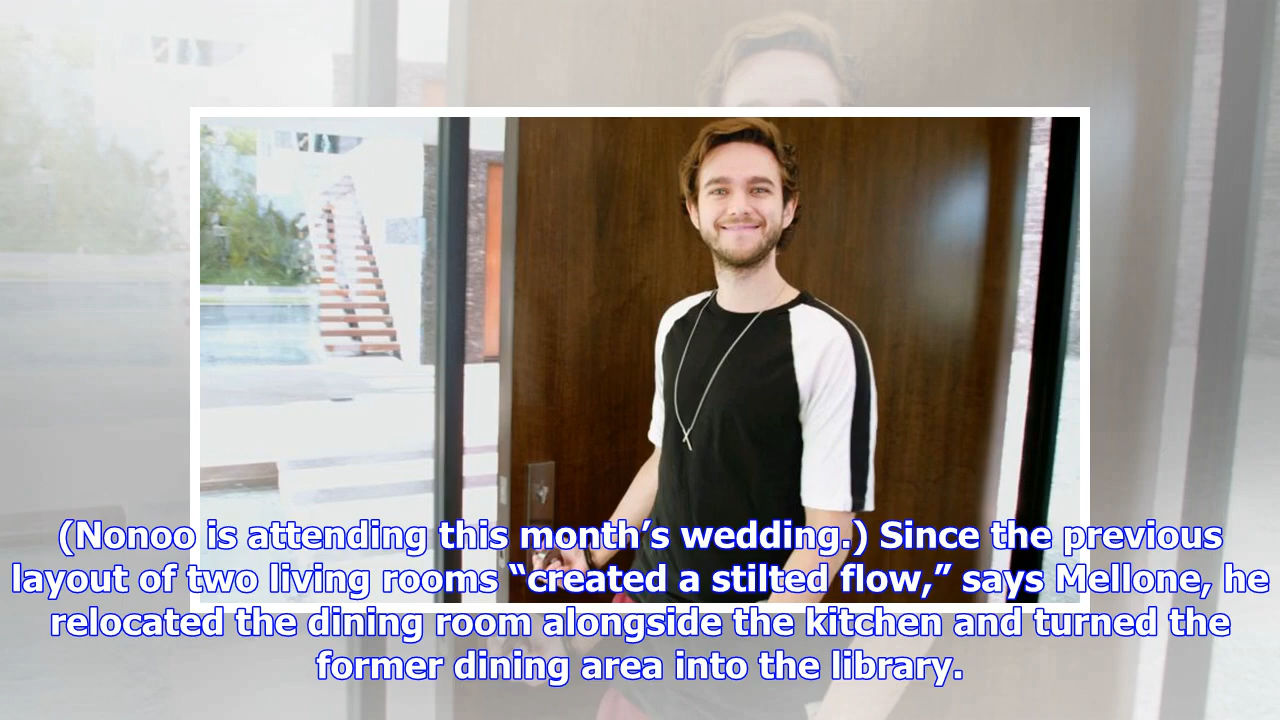 (Nonoo is attending this month’s wedding.) Since the previous
layout of two living rooms “created a stilted flow,” says Mellone, he
relocated the dining room alongside the kitchen and turned the
former dining area into the library.